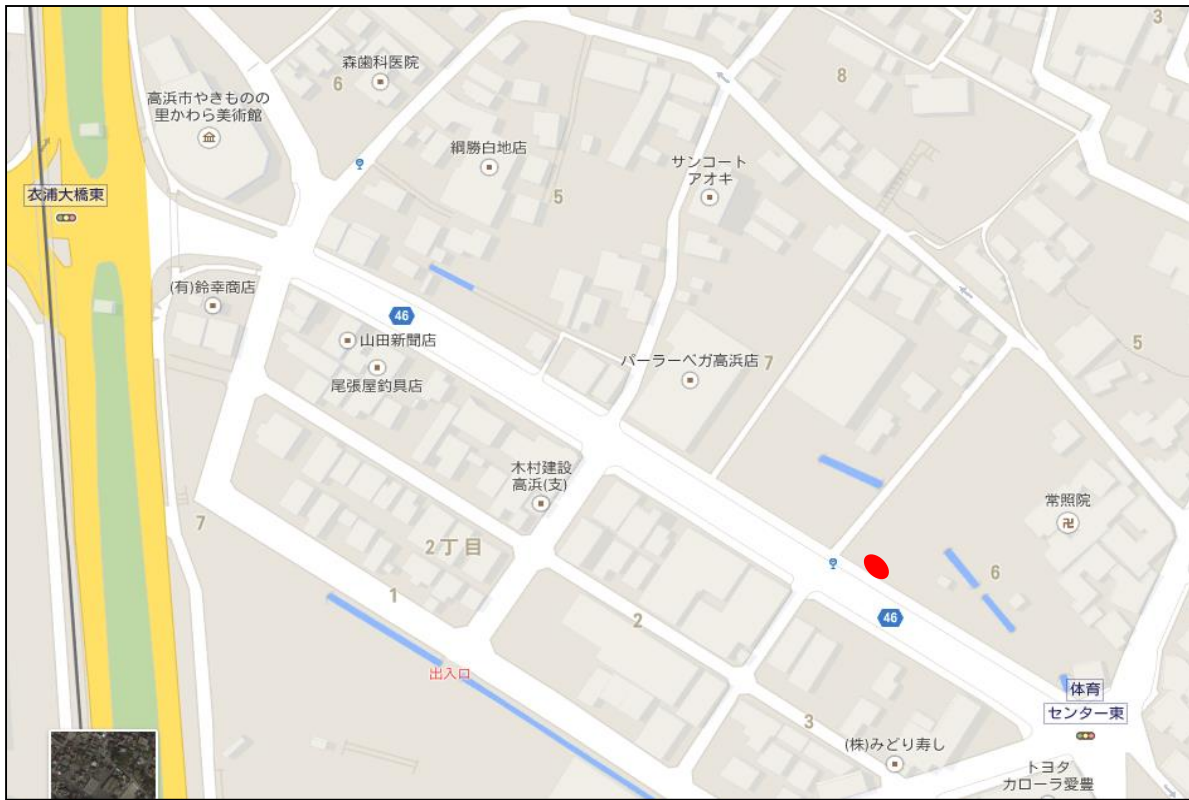 3
森歯科医院
6
8
高浜市やきものの
里かわら美術館
綱勝白地店
サンコート
アオキ
衣浦大橋東
5
(有)鈴幸商店
46
山田新聞店
尾張屋釣具店
パーラーベガ高浜店
7
5
木村建設
高浜(支)
常照院
卍
7
2丁目
6
1
2
46
出入口
体育
センター東
3
(株)みどり寿し
トヨタ
カローラ愛豊